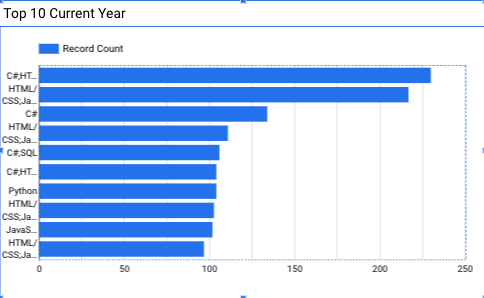 Top 10 Current Year
Record Count
C#;HT...
HTML/
CSS;Ja...
C#
HTML/
CSS;Ja...
C#;SQL
C#;HT...
Python
HTML/
CSS;Ja...
JavaS...
HTML/
CSS;Ja...
0 50 100 150 200 250